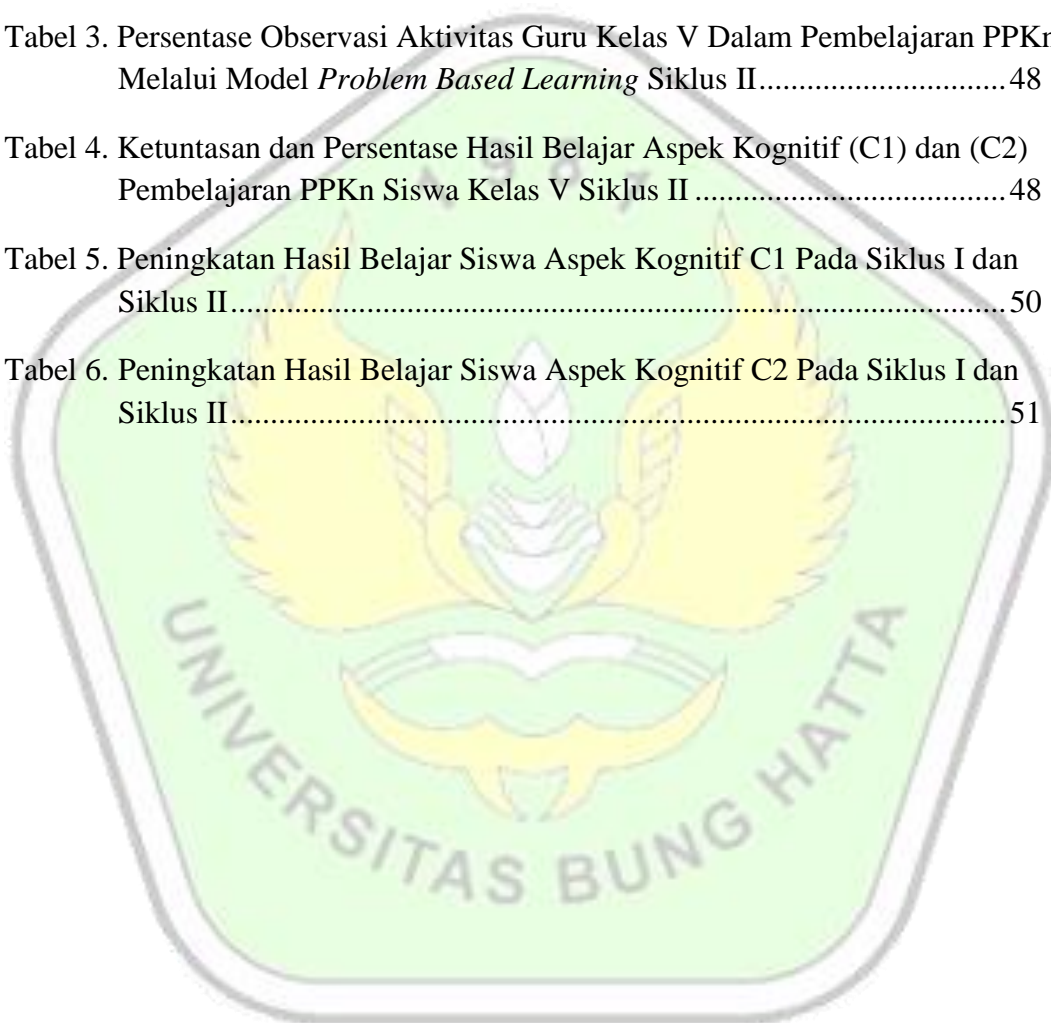 Tabel 3. Persentase Observasi Aktivitas Guru Kelas V Dalam Pembelajaran PPKn
Melalui Model Problem Based Learning Siklus II..............................48
Tabel 4. Ketuntasan dan Persentase Hasil Belajar Aspek Kognitif (C1) dan (C2)
Pembelajaran PPKn Siswa Kelas V Siklus II.....................................48
Tabel 5. Peningkatan Hasil Belajar Siswa Aspek Kognitif C1 Pada Siklus I dan
Siklus II...............................................................................................50
Tabel 6. Peningkatan Hasil Belajar Siswa Aspek Kognitif C2 Pada Siklus I dan
Siklus II...............................................................................................51
1981
UNIVERSITAS BUNG HATTA